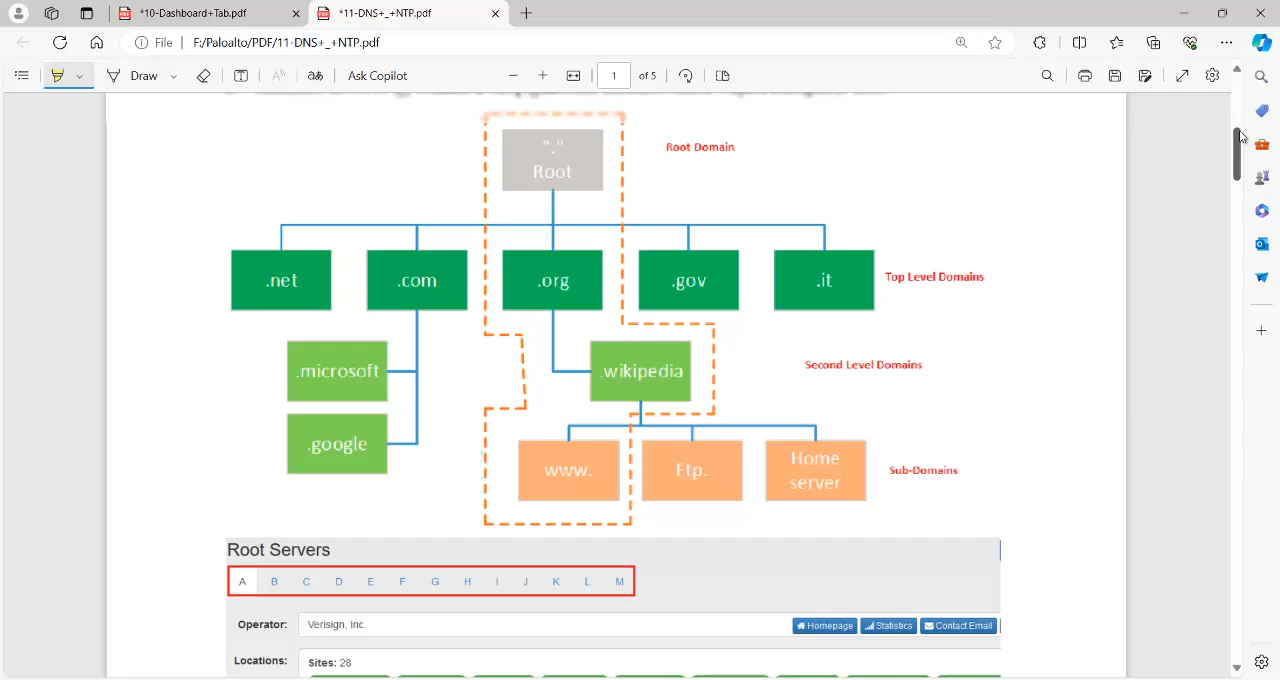 *10-Dashboard+Tab.pdf
*11-DNS+_+NTP.pdf
File
F:/Paloalto/PDF/11-DNS+_+NTP.pdf
Draw
Ask Copilot
1
of 5
"."
Root
Root Domain
.net
.com
.org
.gov
.it
Top Level Domains
.microsoft
.wikipedia
Second Level Domains
.google
www.
Ftp.
Home
server
Sub-Domains
Root Servers
A B C D E F G H I J K L M
Operator:
Verisign, Inc.
Homepage
Statistics
Contact Email
Locations:
Sites: 28